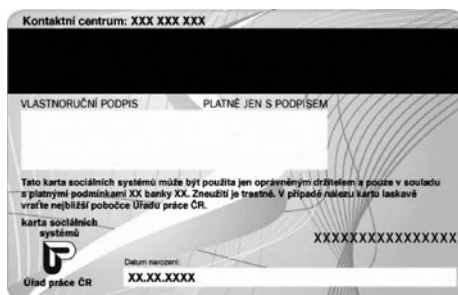 Kontaktní centrum: XXX XXX XXX
VLASTNORUČNÍ PODPIS PLATNÉ JEN S PODPISEM
Tato karta sociálních systémů může být použita jen oprávněným držitelem a pouze v souladu
s platnými podmínkami XX banky XX. Zneužití je trestné. V případě nálezu kartu laskavě
vraťte nejbližší pobočce Úřadu práce ČR.
karta sociálních
systémů
XXXXXXXXXXXXXXXX
Datum narození:
Úřad práce ČR
XX.XX.XXXX